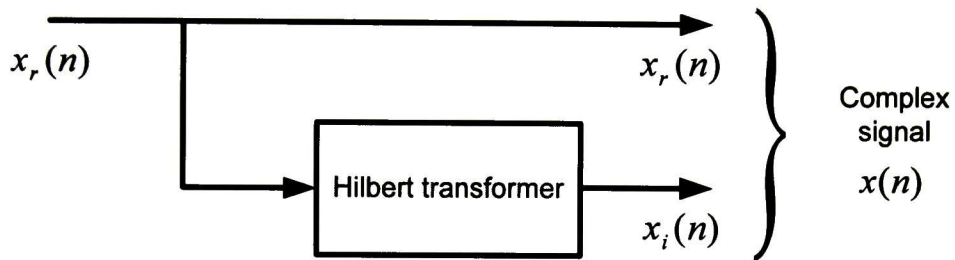 x_r(n)
x_r(n)
Complex
signal
x(n)
Hilbert transformer
x_i(n)